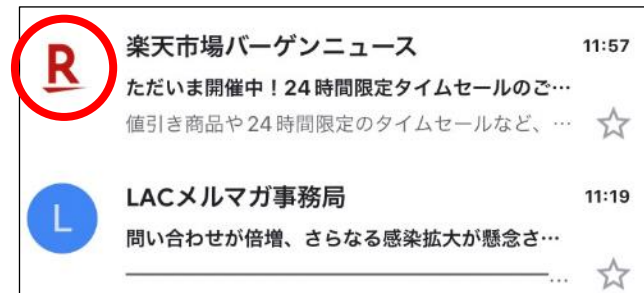 R
楽天市場バーゲンニュース 11:57
ただいま開催中！24時間限定タイムセールのご…
値引き商品や24時間限定のタイムセールなど、…
L
LACメルマガ事務局 11:19
問い合わせが倍増、さらなる感染拡大が懸念さ…
━━━━━━━━━━━━━━━━━━━━…